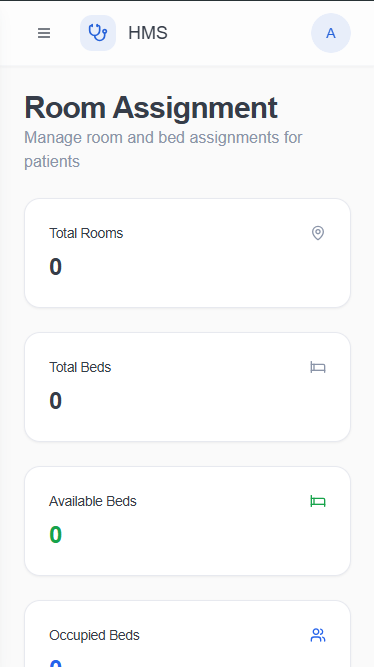 HMS
A
Room Assignment
Manage room and bed assignments for
patients
Total Rooms
0
Total Beds
0
Available Beds
0
Occupied Beds
0